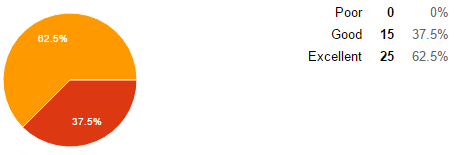 62.5%
37.5%
Poor 0 0%
Good 15 37.5%
Excellent 25 62.5%